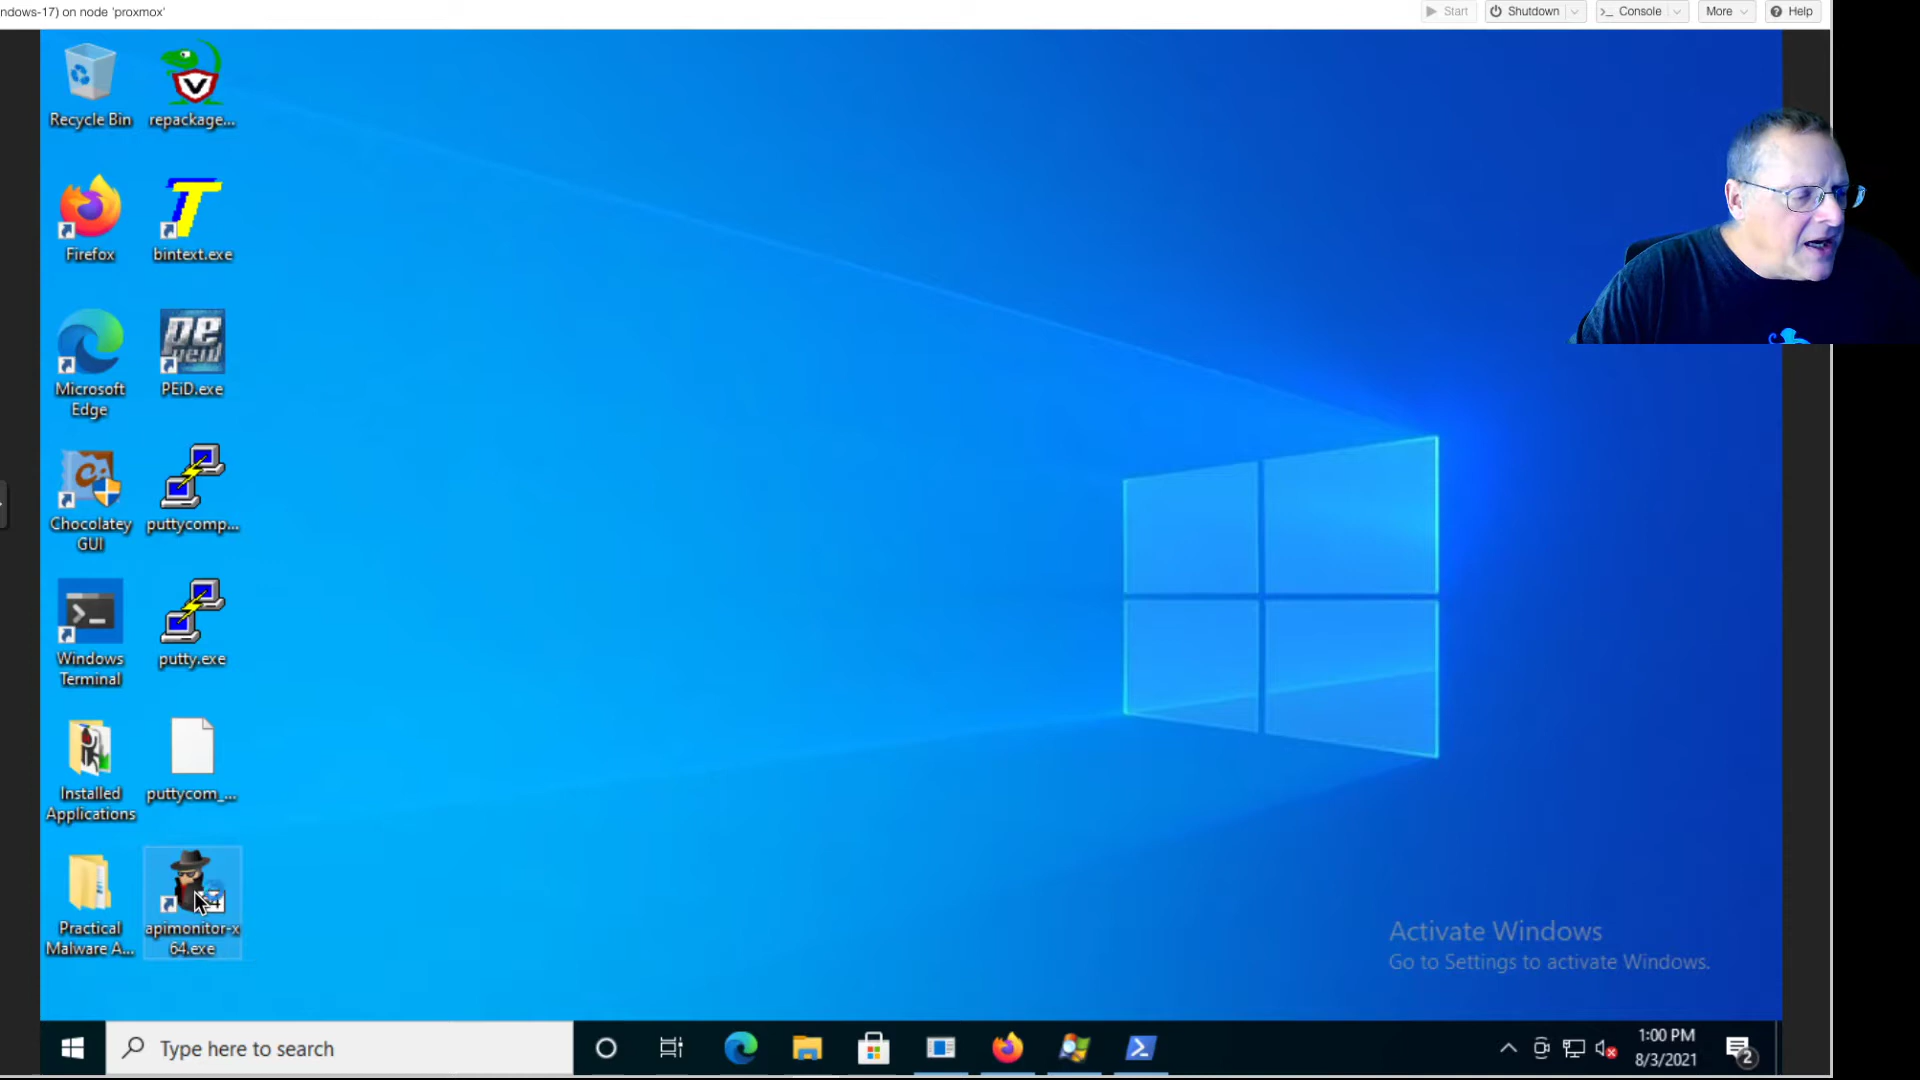 ndows-17) on node 'proxmox'
Start
Shutdown
Console
More
Help
Recycle Bin
repackage...
Firefox
bintext.exe
Microsoft
Edge
PEiD.exe
Chocolatey
GUI
puttycomp...
Windows
Terminal
putty.exe
Installed
Applications
puttycom_...
Practical
Malware A...
apimonitor-x
64.exe
Activate Windows
Go to Settings to activate Windows.
Type here to search
1:00 PM
8/3/2021
2